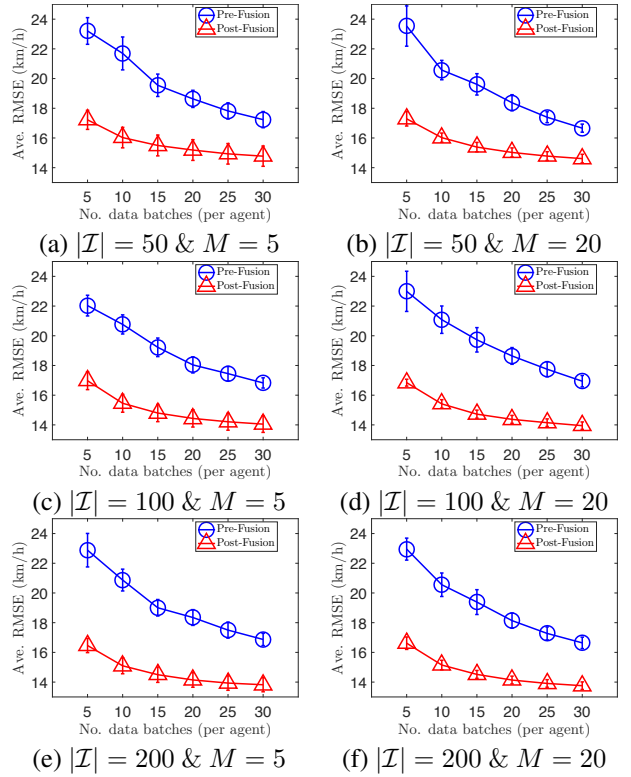 24
22
20
18
16
14
Ave. RMSE (km/h)
Pre-Fusion
Post-Fusion
5 10 15 20 25 30
No. data batches (per agent)
(a) |ℐ| = 50 & M = 5
24
22
20
18
16
14
Ave. RMSE (km/h)
Pre-Fusion
Post-Fusion
5 10 15 20 25 30
No. data batches (per agent)
(b) |ℐ| = 50 & M = 20
24
22
20
18
16
14
Ave. RMSE (km/h)
Pre-Fusion
Post-Fusion
5 10 15 20 25 30
No. data batches (per agent)
(c) |ℐ| = 100 & M = 5
24
22
20
18
16
14
Ave. RMSE (km/h)
Pre-Fusion
Post-Fusion
5 10 15 20 25 30
No. data batches (per agent)
(d) |ℐ| = 100 & M = 20
24
22
20
18
16
14
Ave. RMSE (km/h)
Pre-Fusion
Post-Fusion
5 10 15 20 25 30
No. data batches (per agent)
(e) |ℐ| = 200 & M = 5
24
22
20
18
16
14
Ave. RMSE (km/h)
Pre-Fusion
Post-Fusion
5 10 15 20 25 30
No. data batches (per agent)
(f) |ℐ| = 200 & M = 20